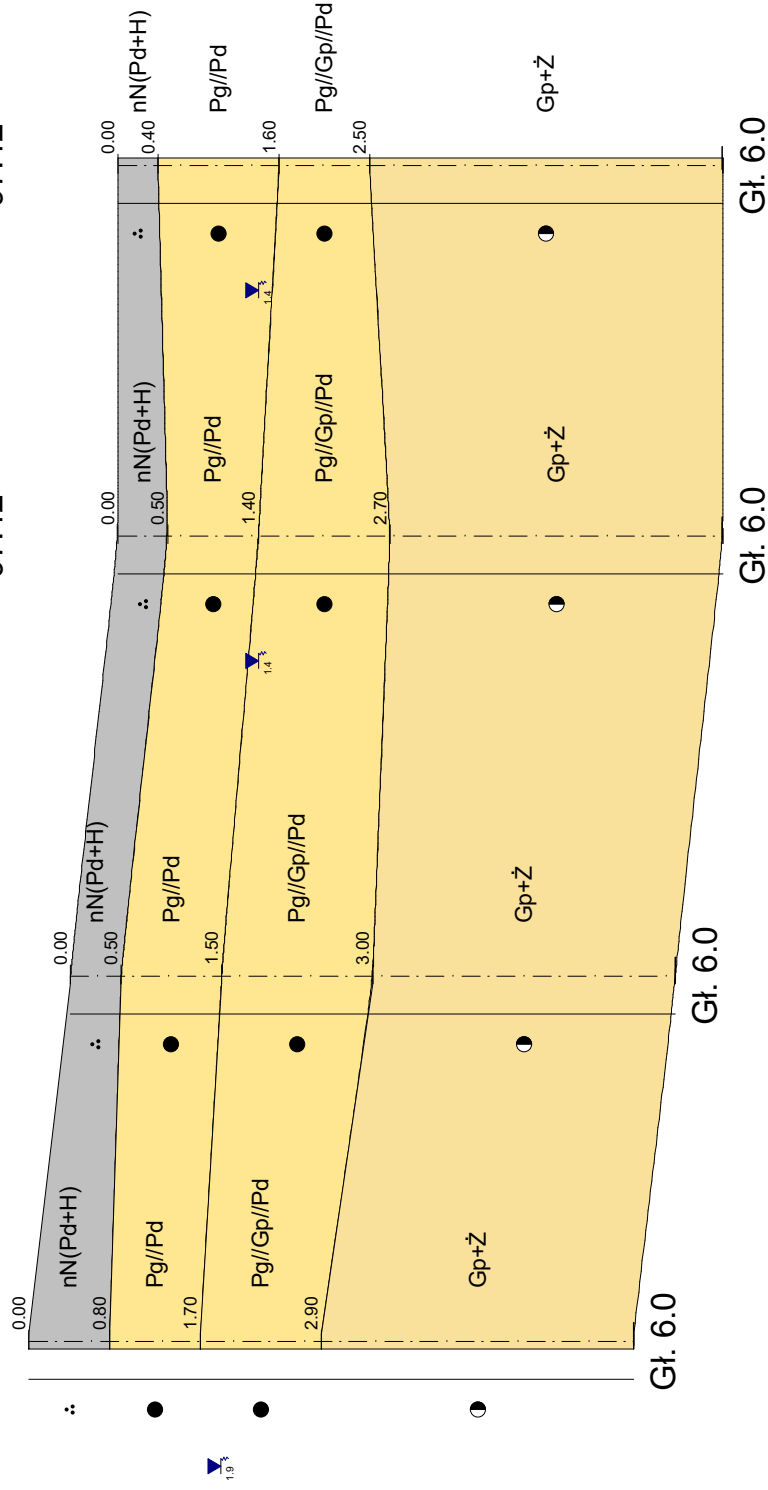 0.00
nN(Pd+H)
0.80
Pg//Pd
1.70
1.9
Pg//Gp//Pd
2.90
Gp+Ż
Gł. 6.0
0.00
nN(Pd+H)
0.50
Pg//Pd
1.50
Pg//Gp//Pd
3.00
Gp+Ż
Gł. 6.0
0.00
nN(Pd+H)
0.50
Pg//Pd
1.40
1.4
Pg//Gp//Pd
2.70
Gp+Ż
Gł. 6.0
0.00
nN(Pd+H)
0.40
Pg//Pd
1.60
1.4
Pg//Gp//Pd
2.50
Gp+Ż
Gł. 6.0